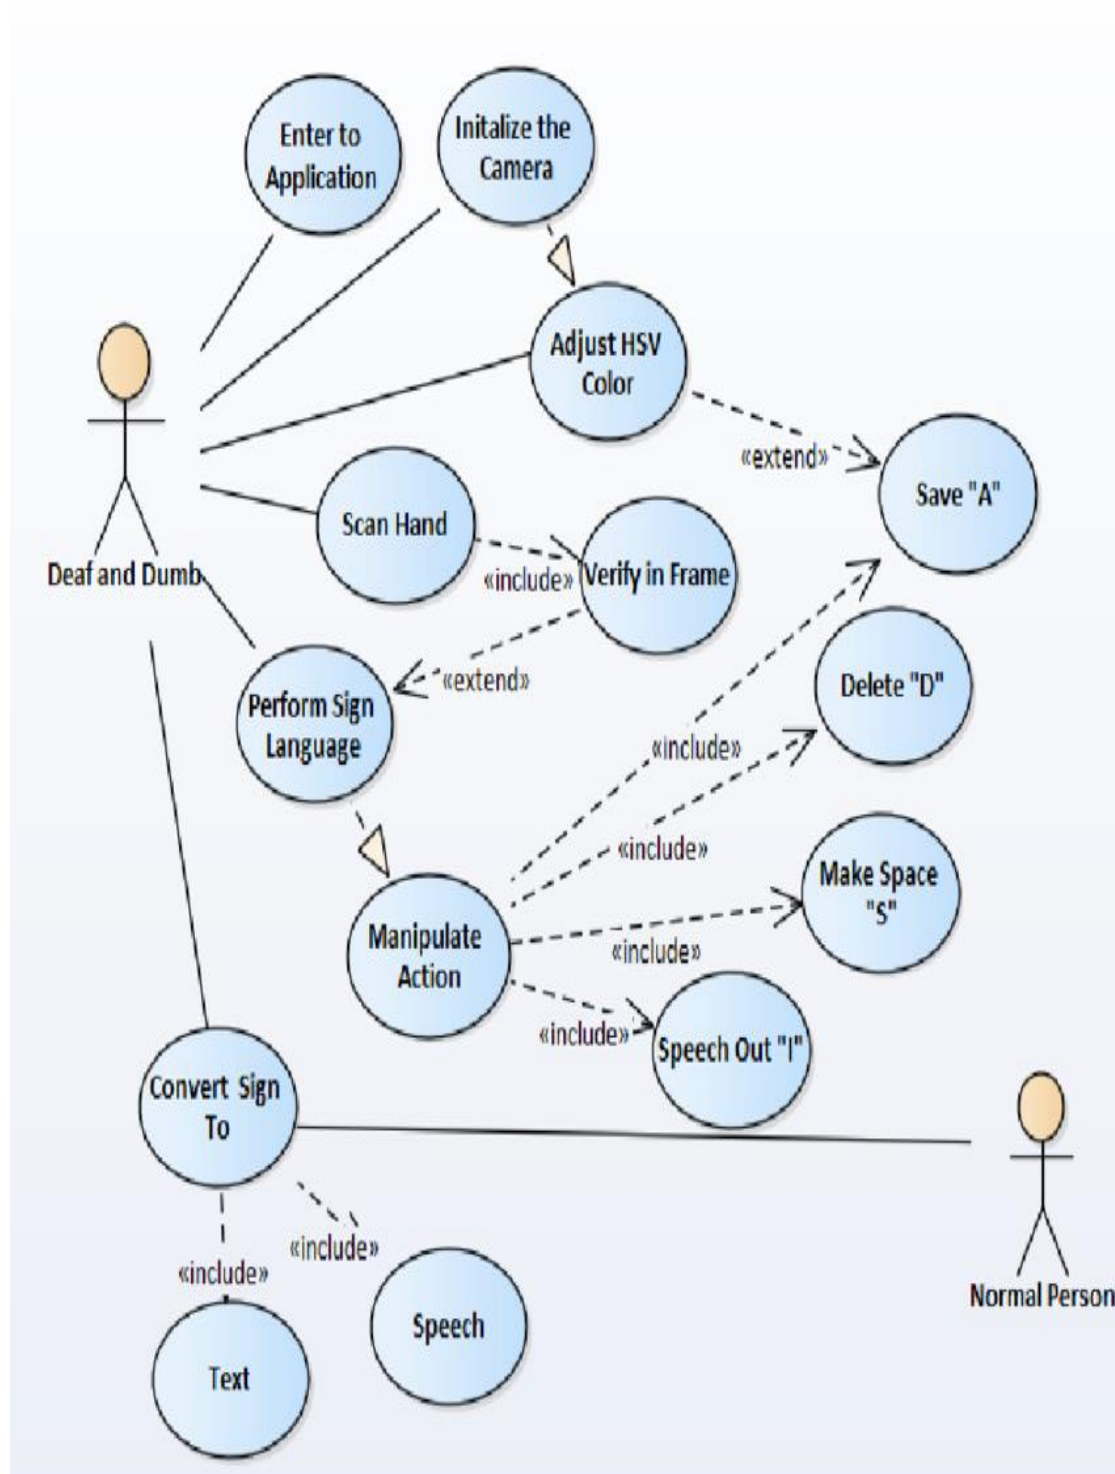 Enter to
Application
Initalize the
Camera
Adjust HSV
Color
«extend»
Save "A"
Scan Hand
«include»
Verify in Frame
Deaf and Dumb
«extend»
Delete "D"
Perform Sign
Language
«include»
«include»
Make Space
"S"
Manipulate
Action
«include»
«include»
Speech Out "I"
Convert Sign
To
«include»
«include»
Normal Person
Speech
Text